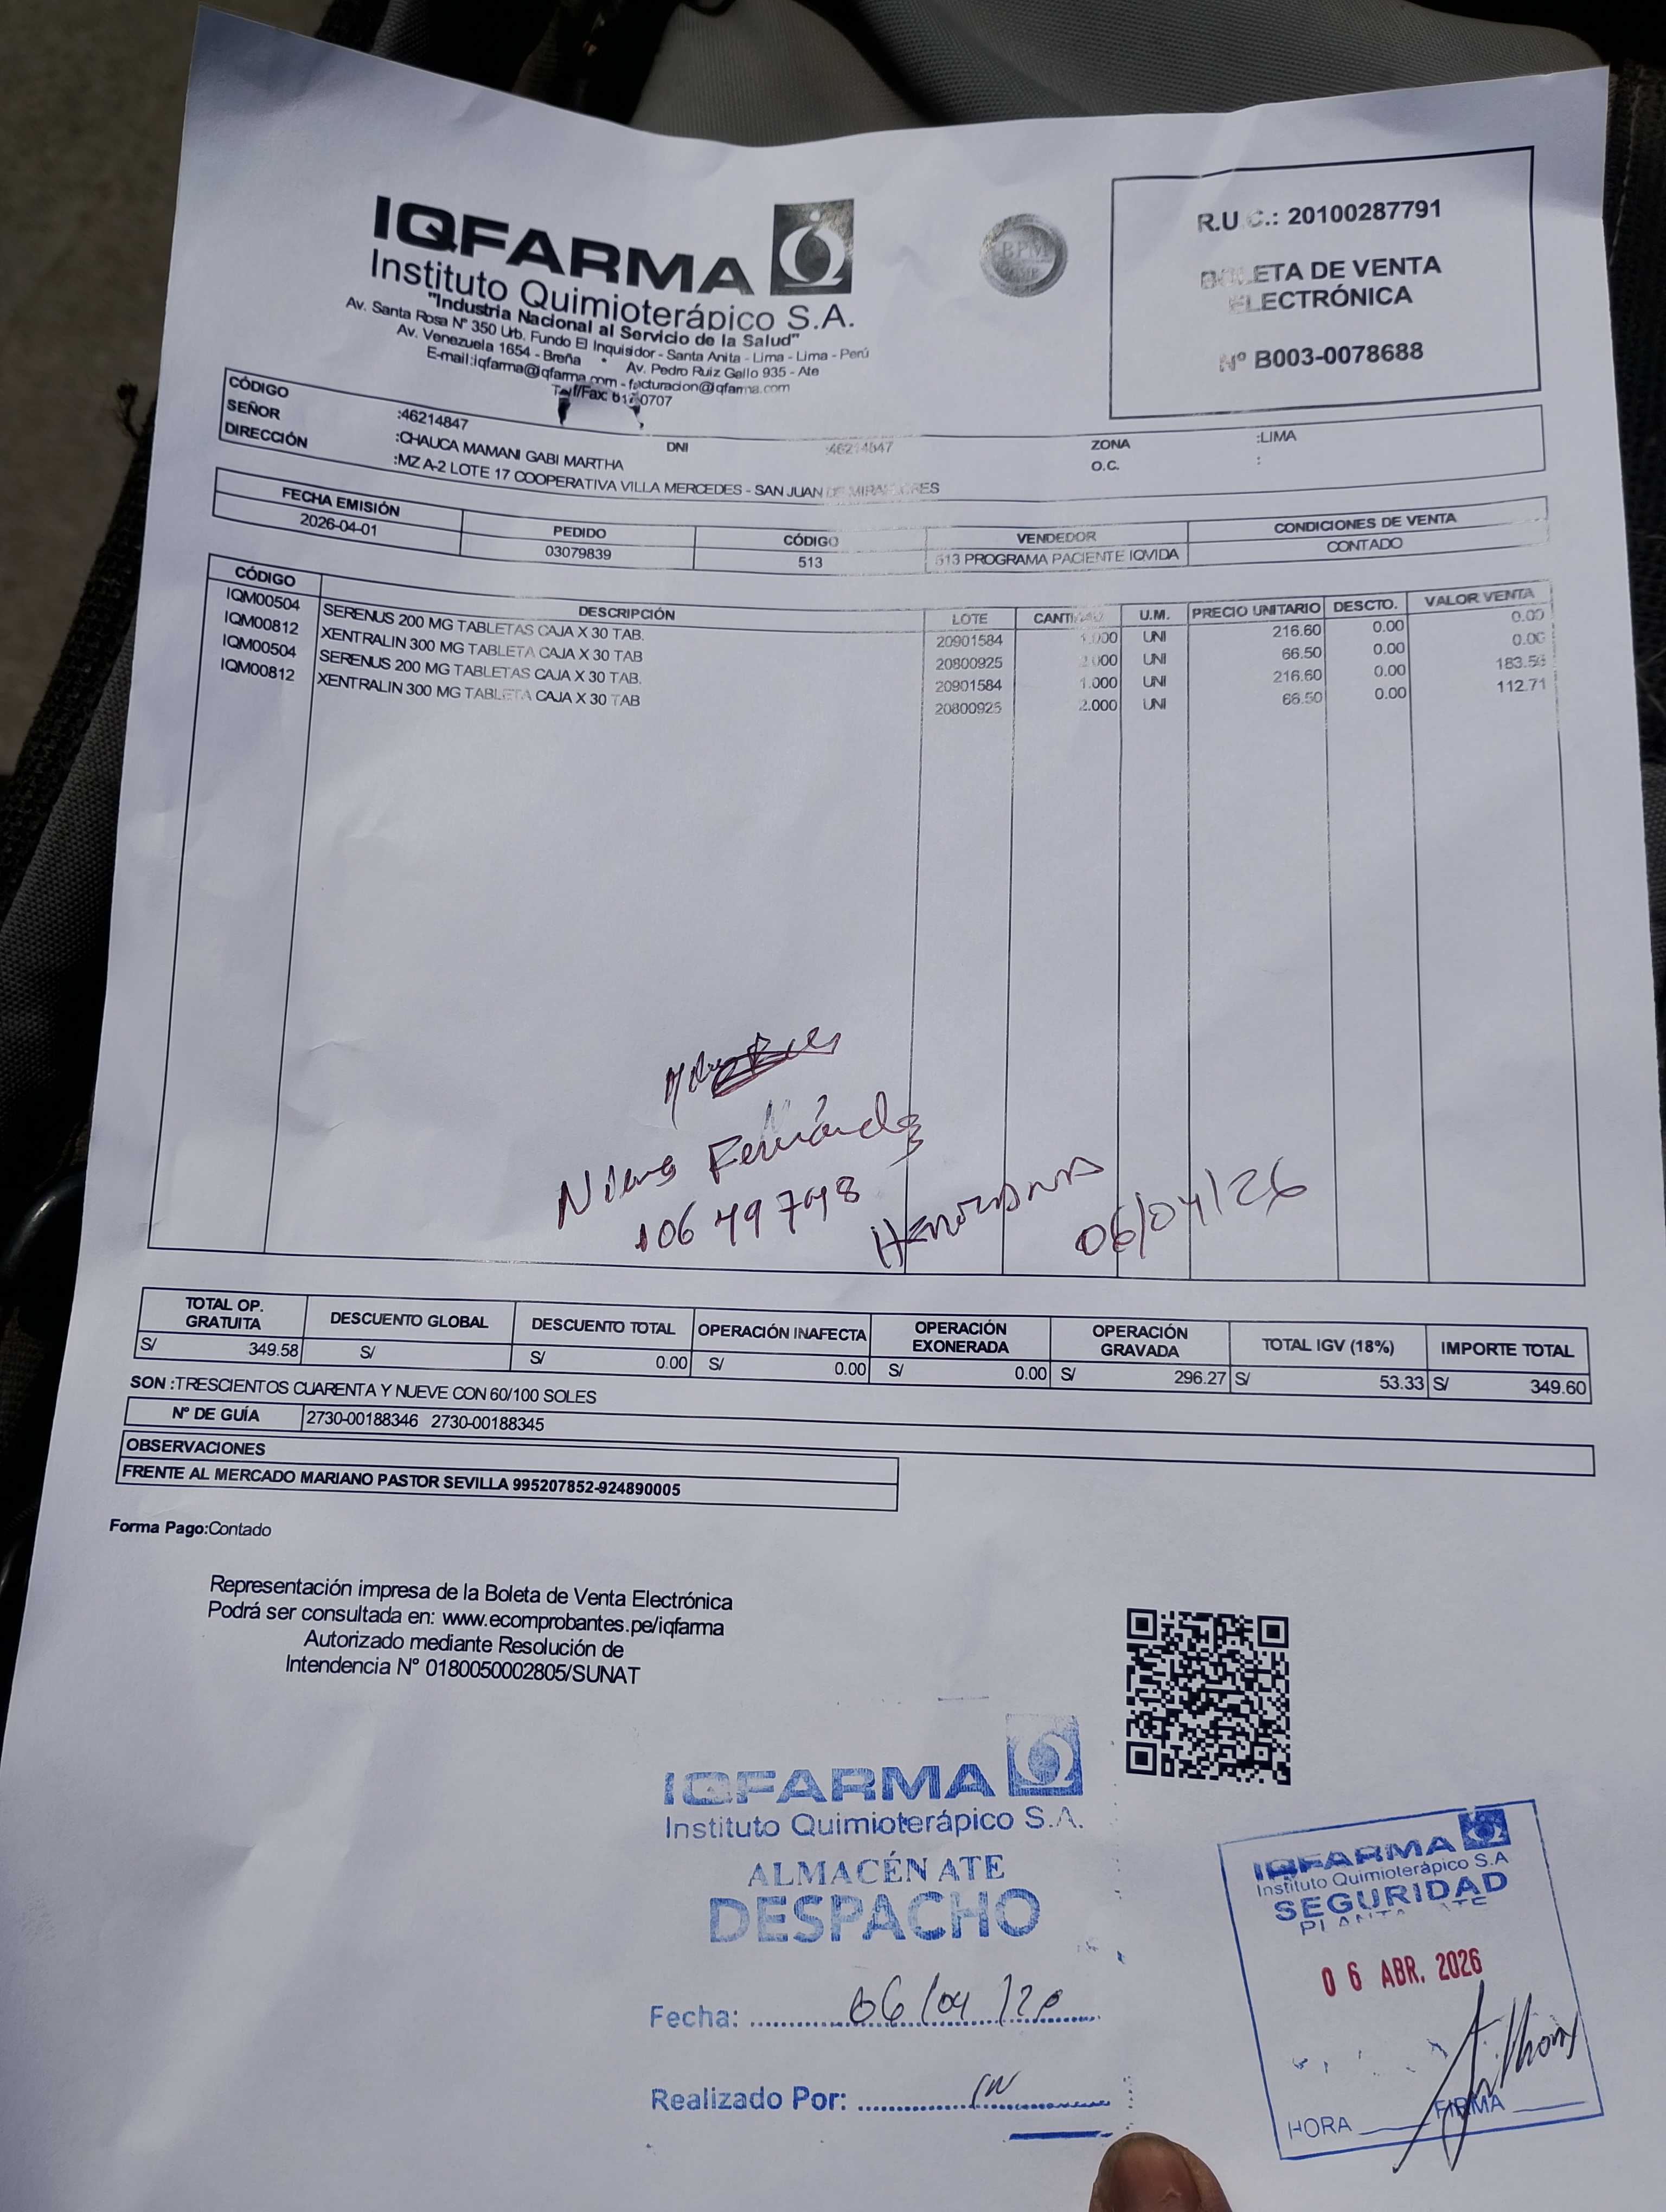 IQFARMA
Instituto Quimioterápico S.A.
"Industria Nacional al Servicio de la Salud"
Av. Santa Rosa N° 350 Urb. Fundo El Inquisidor - Santa Anita - Lima - Lima - Perú
Av. Venezuela 1654 - Breña • Av. Pedro Ruiz Gallo 935 - Ate
E-mail:iqfarma@iqfarma.com - facturacion@iqfarma.com
Telf/Fax: 0707
BPM
R.U.C.: 20100287791
BOLETA DE VENTA
ELECTRÓNICA
Nº B003-0078688
CÓDIGO :46214847 DNI :46214847 ZONA :LIMA
SEÑOR :CHAUCA MAMANI GABI MARTHA O.C. :
DIRECCIÓN :MZ A-2 LOTE 17 COOPERATIVA VILLA MERCEDES - SAN JUAN DE MIRAFLORES
FECHA EMISIÓN PEDIDO CÓDIGO VENDEDOR CONDICIONES DE VENTA
2026-04-01 03079839 513 513 PROGRAMA PACIENTE IQVIDA CONTADO
CÓDIGO DESCRIPCIÓN LOTE CANTIDAD U.M. PRECIO UNITARIO DESCTO. VALOR VENTA
IQM00504 SERENUS 200 MG TABLETAS CAJA X 30 TAB. 20901584 1.000 UNI 216.60 0.00 0.00
IQM00812 XENTRALIN 300 MG TABLETA CAJA X 30 TAB 20800925 2.000 UNI 66.50 0.00 0.00
IQM00504 SERENUS 200 MG TABLETAS CAJA X 30 TAB. 20901584 1.000 UNI 216.60 0.00 183.56
IQM00812 XENTRALIN 300 MG TABLETA CAJA X 30 TAB 20800925 2.000 UNI 66.50 0.00 112.71
Fernández
06/04/26
TOTAL OP. GRATUITA DESCUENTO GLOBAL DESCUENTO TOTAL OPERACIÓN INAFECTA OPERACIÓN EXONERADA OPERACIÓN GRAVADA TOTAL IGV (18%) IMPORTE TOTAL
S/ 349.58 S/ S/ 0.00 S/ 0.00 S/ 0.00 S/ 296.27 S/ 53.33 S/ 349.60
SON :TRESCIENTOS CUARENTA Y NUEVE CON 60/100 SOLES
N° DE GUÍA 2730-00188346 2730-00188345
OBSERVACIONES
FRENTE AL MERCADO MARIANO PASTOR SEVILLA 995207852-924890005
Forma Pago:Contado
Representación impresa de la Boleta de Venta Electrónica
Podrá ser consultada en: www.ecomprobantes.pe/iqfarma
Autorizado mediante Resolución de
Intendencia N° 0180050002805/SUNAT
IQFARMA
Instituto Quimioterápico S.A.
ALMACÉN ATE
DESPACHO
Fecha: 06/04/26
Realizado Por:
IQFARMA
Instituto Quimioterápico S.A
SEGURIDAD
PLANTA ATE
06 ABR. 2026
HORA FIRMA